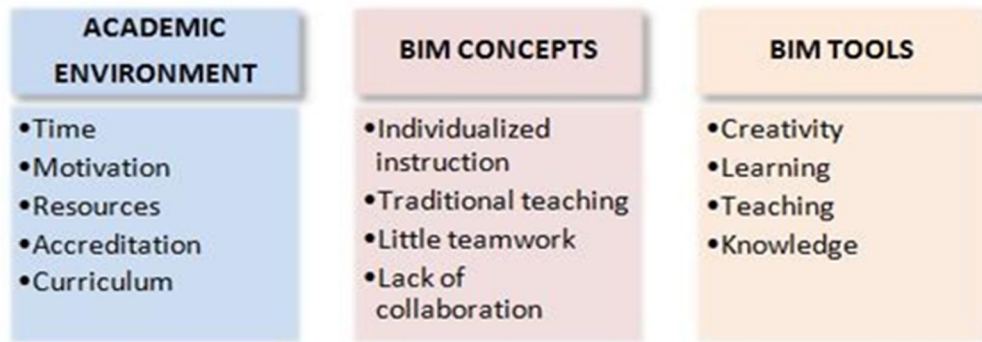 ACADEMIC
ENVIRONMENT
•Time
•Motivation
•Resources
•Accreditation
•Curriculum
BIM CONCEPTS
•Individualized
instruction
•Traditional teaching
•Little teamwork
•Lack of
collaboration
BIM TOOLS
•Creativity
•Learning
•Teaching
•Knowledge